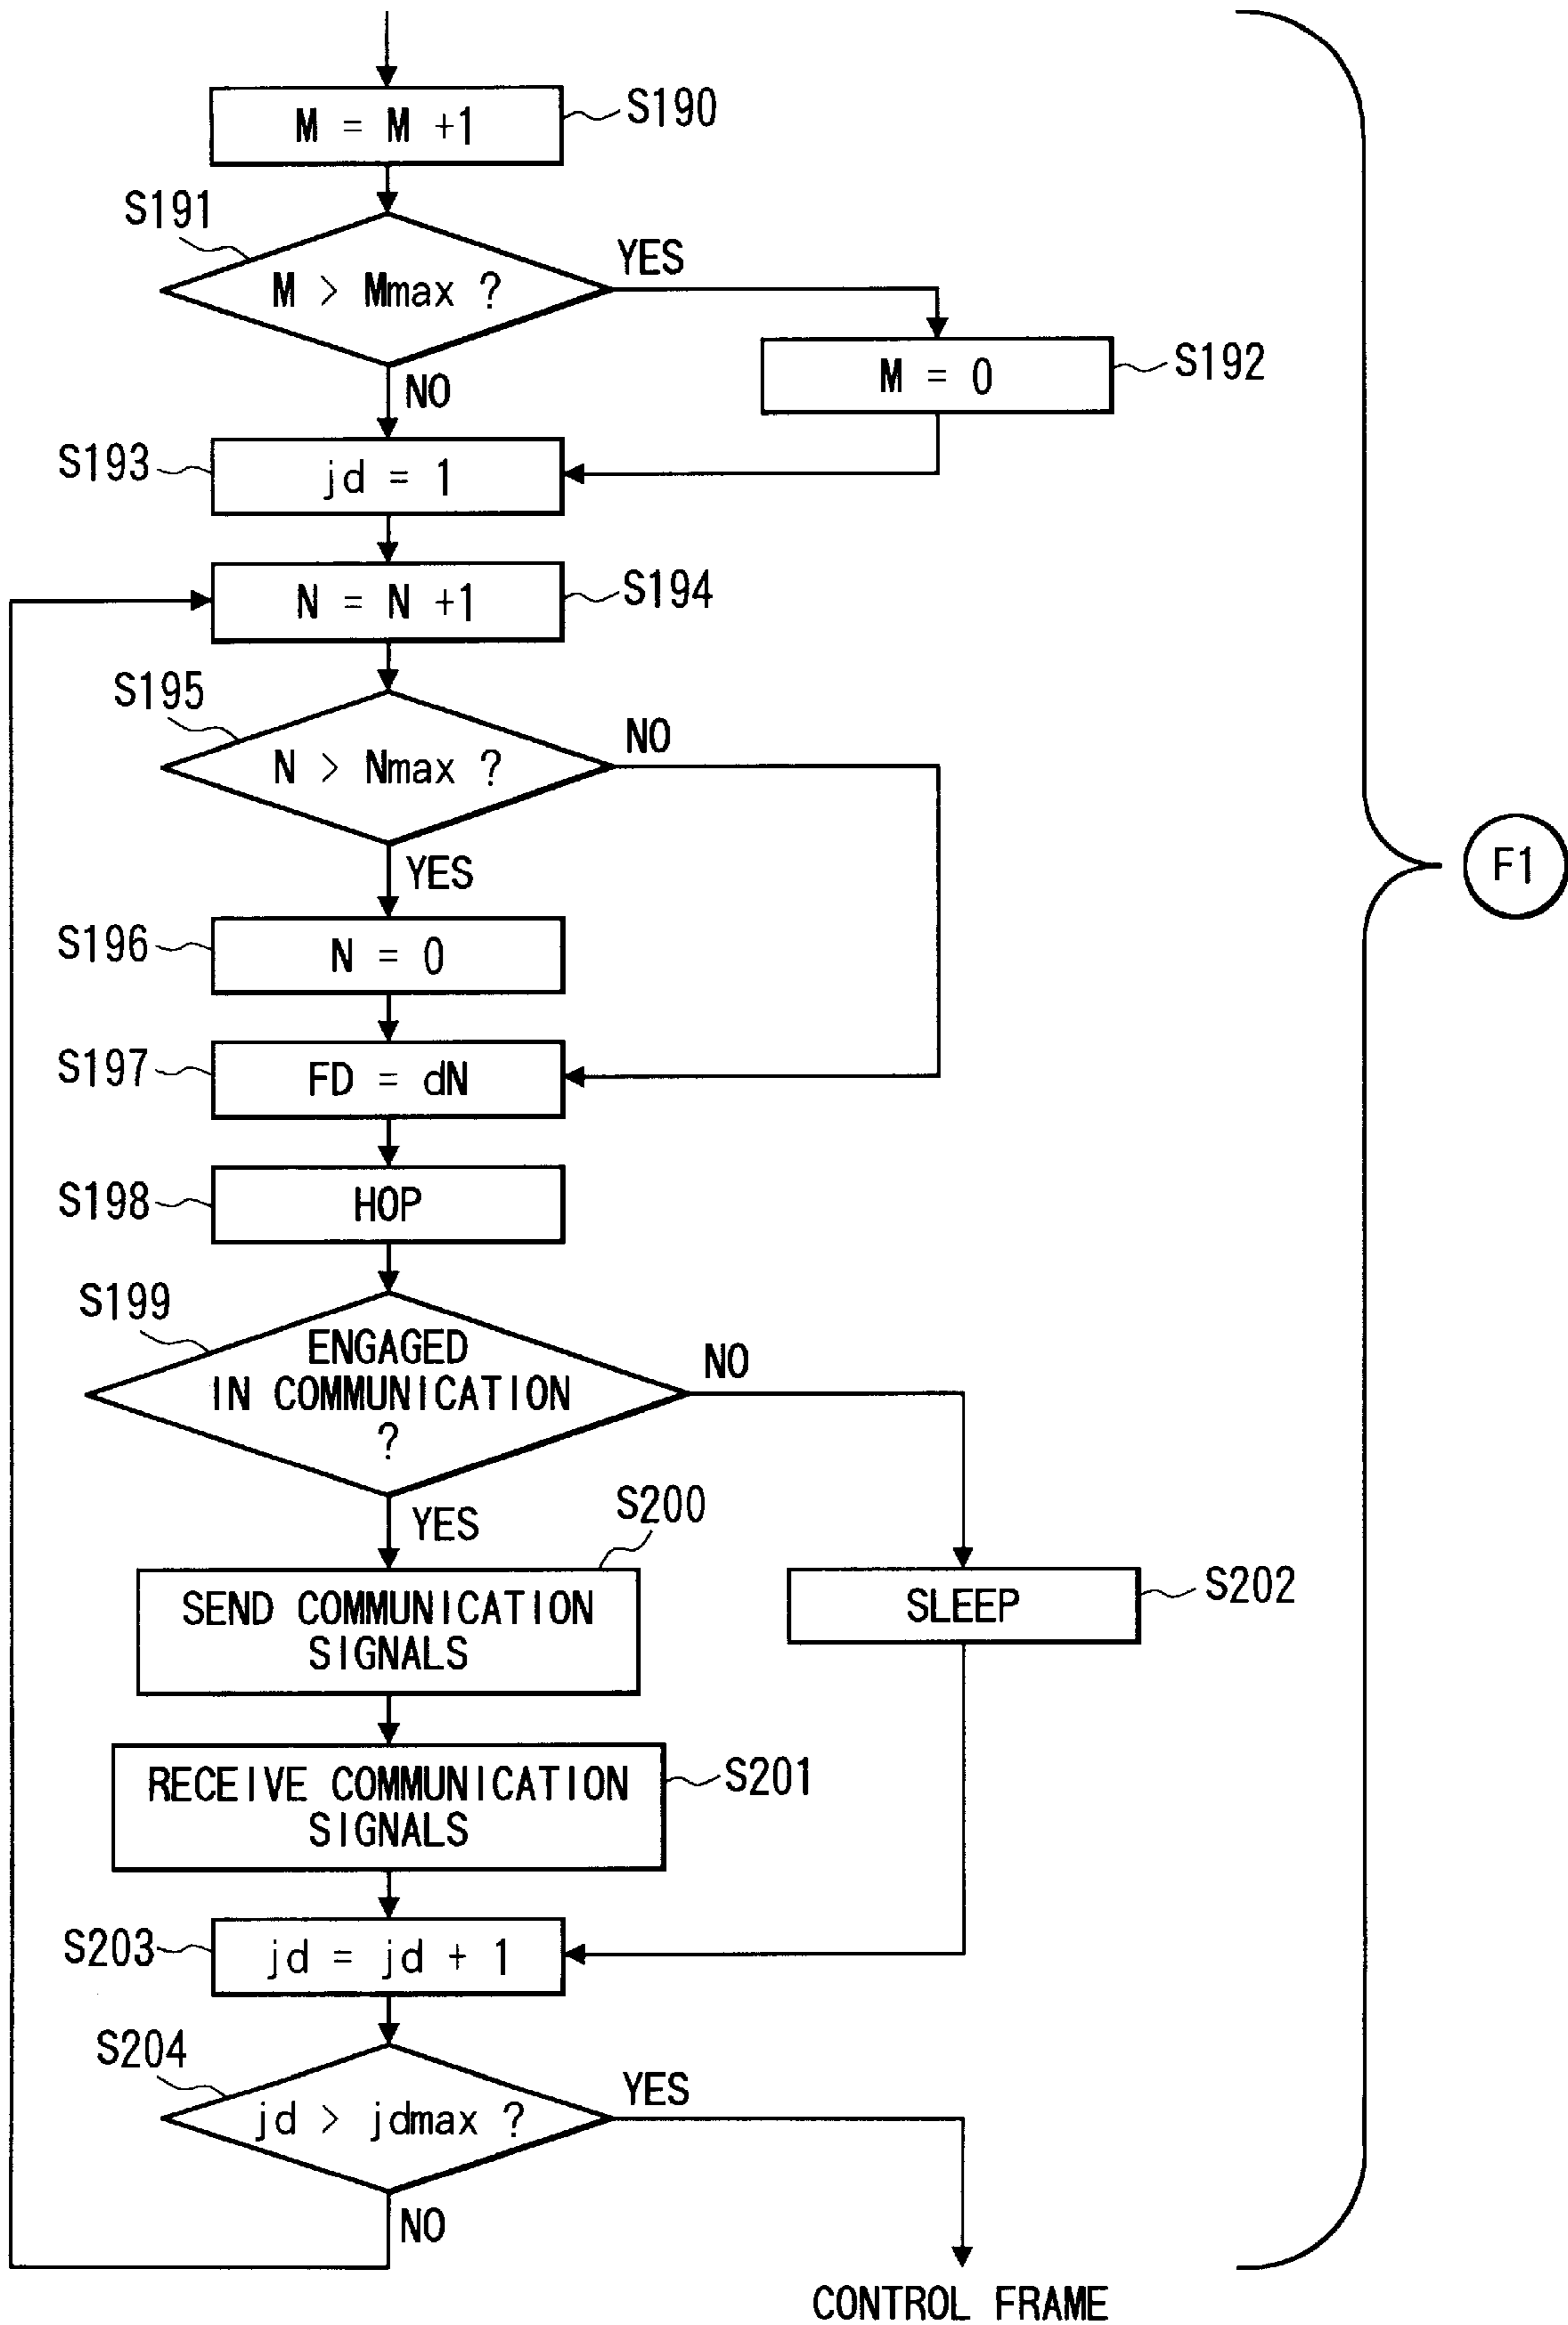 M = M +1
S190
S191
M > Mmax ?
YES
NO
M = 0
S192
S193
jd = 1
N = N +1
S194
S195
N > Nmax ?
NO
YES
S196
N = 0
S197
FD = dN
S198
HOP
S199
ENGAGED
IN COMMUNICATION
?
NO
YES
S200
SEND COMMUNICATION
SIGNALS
SLEEP
S202
RECEIVE COMMUNICATION
SIGNALS
S201
S203
jd = jd + 1
S204
jd > jdmax ?
YES
NO
CONTROL FRAME
F1